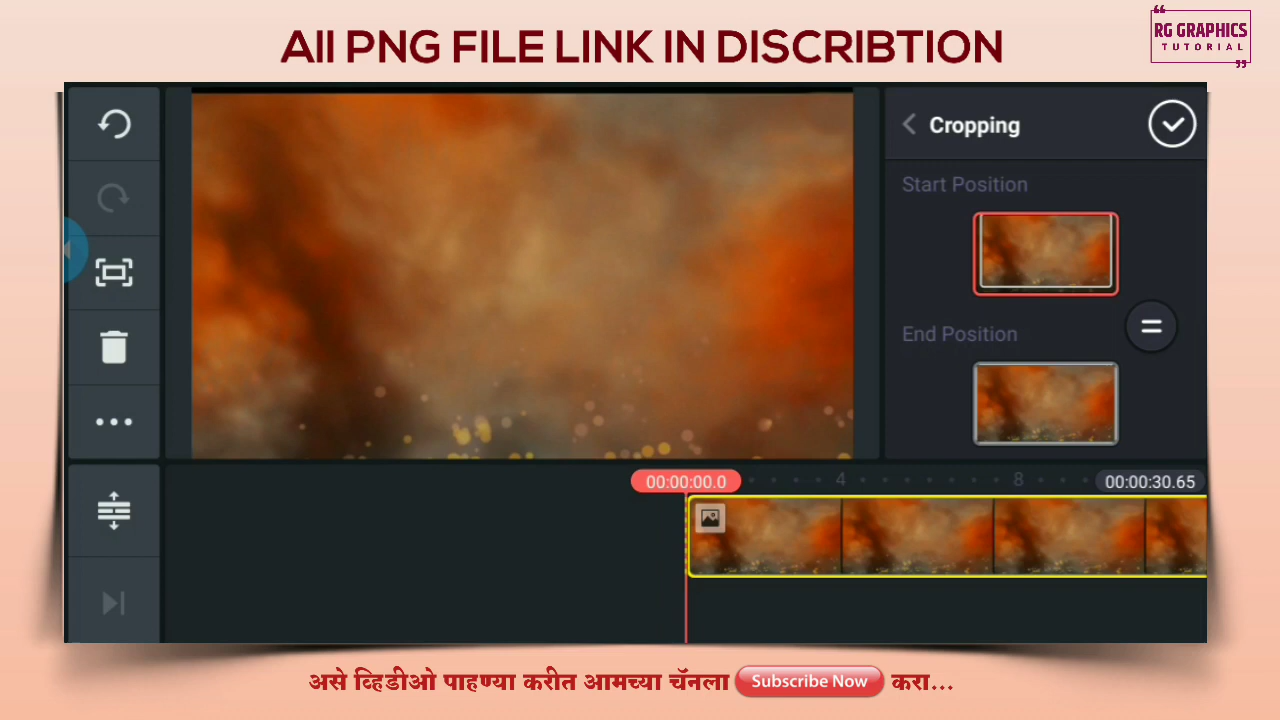 All PNG FILE LINK IN DISCRIBTION
“
RG GRAPHICS
TUTORIAL
”
Cropping
Start Position
End Position
00:00:00.0
4
8
00:00:30.65
असे व्हिडीओ पाहण्या करीत आमच्या चॅनला Subscribe Now करा...